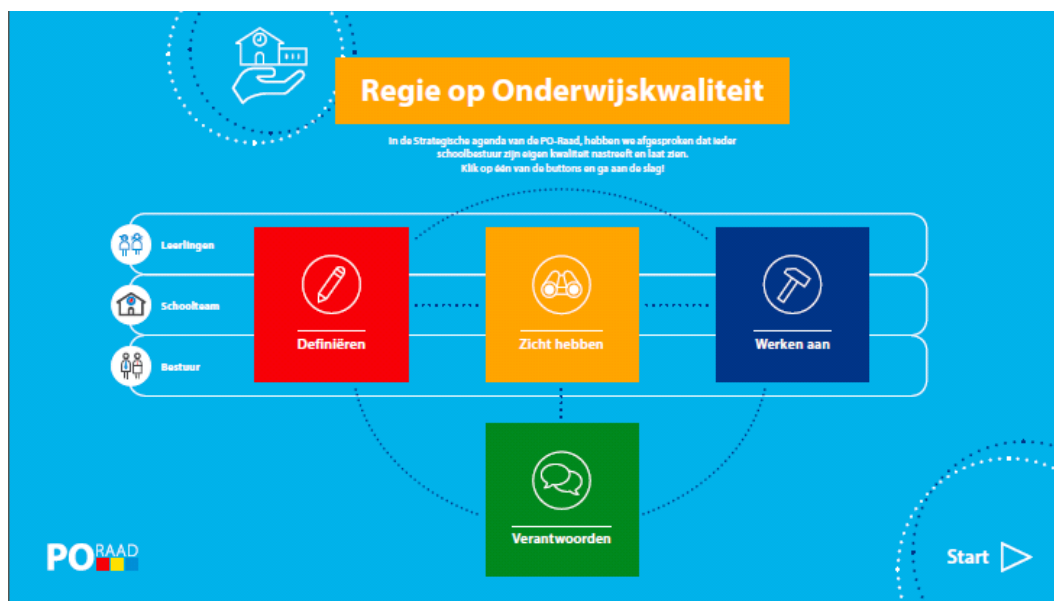 Regie op Onderwijskwaliteit
In de Strategische agenda van de PO-Raad, hebben we afgesproken dat ieder
schoolbestuur zijn eigen kwaliteit nastreeft en laat zien.
Klik op één van de buttons en ga aan de slag!
Leerlingen
Schoolteam
Bestuur
Definiëren
Zicht hebben
Werken aan
Verantwoorden
PO RAAD
Start